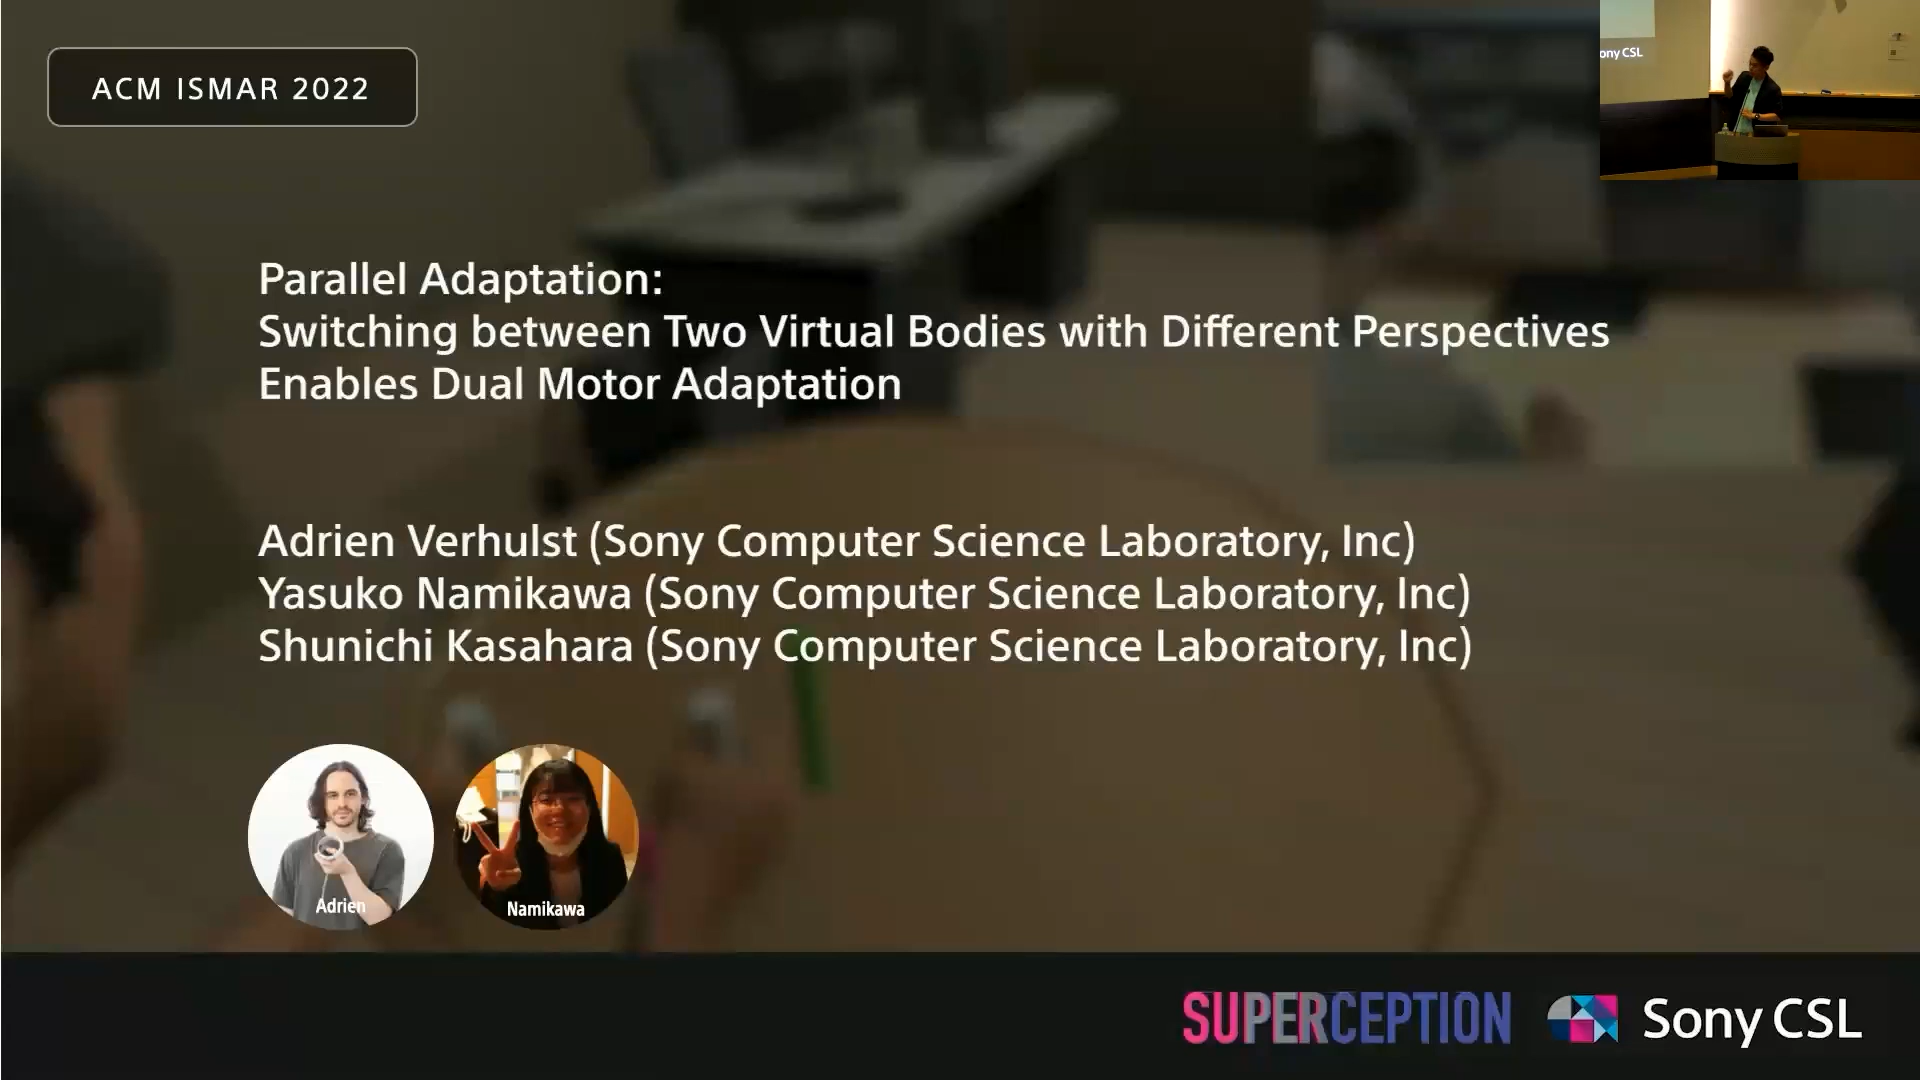 ACM ISMAR 2022
ony CSL
Parallel Adaptation:
Switching between Two Virtual Bodies with Different Perspectives
Enables Dual Motor Adaptation
Adrien Verhulst (Sony Computer Science Laboratory, Inc)
Yasuko Namikawa (Sony Computer Science Laboratory, Inc)
Shunichi Kasahara (Sony Computer Science Laboratory, Inc)
Adrien
Namikawa
SUPERCEPTION
Sony CSL